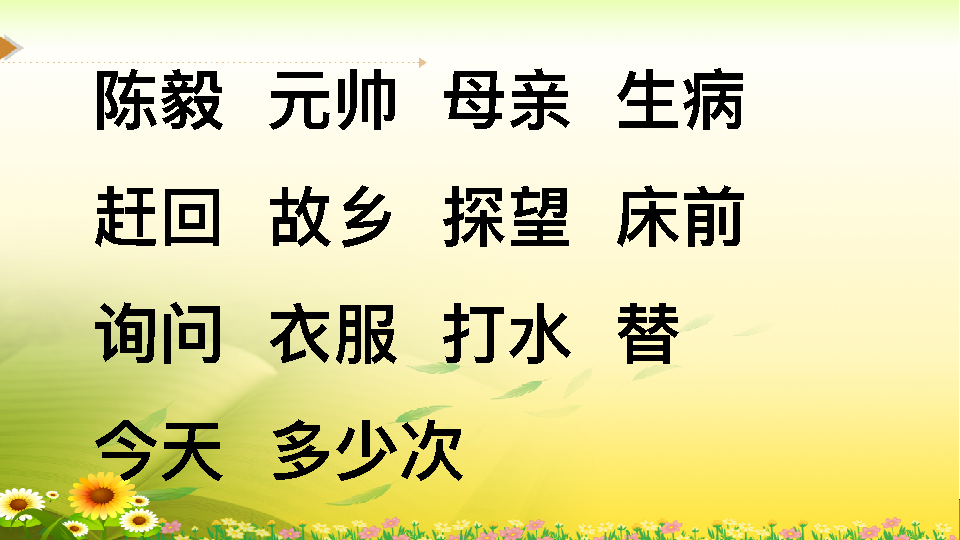 陈毅 元帅 母亲 生病
赶回 故乡 探望 床前
询问 衣服 打水 替
今天 多少次